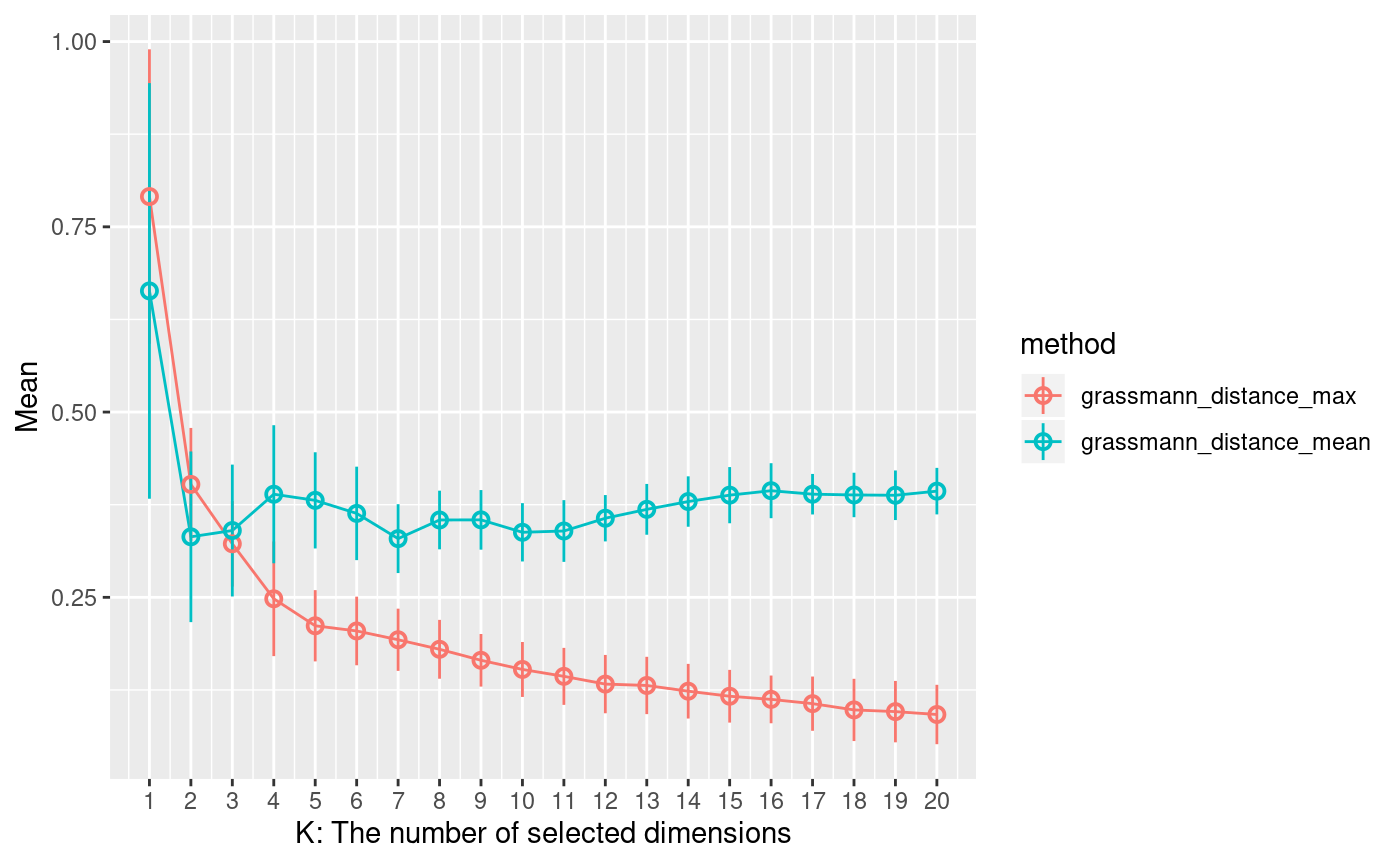 1.00
0.75
0.50
0.25
Mean
1 2 3 4 5 6 7 8 9 10 11 12 13 14 15 16 17 18 19 20
K: The number of selected dimensions
method
grassmann_distance_max
grassmann_distance_mean